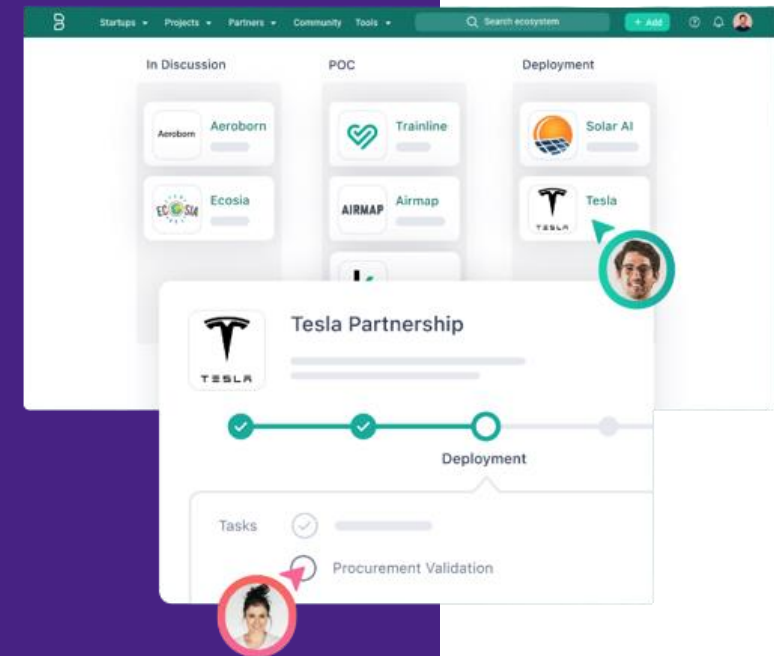 Startups Projects Partners Community Tools Search ecosystem + Add
In Discussion POC Deployment
Aeroborn Aeroborn
Trainline
Solar AI
ECOSIA Ecosia
AIRMAP Airmap
TESLA Tesla
TESLA Tesla Partnership
Deployment
Tasks
Procurement Validation